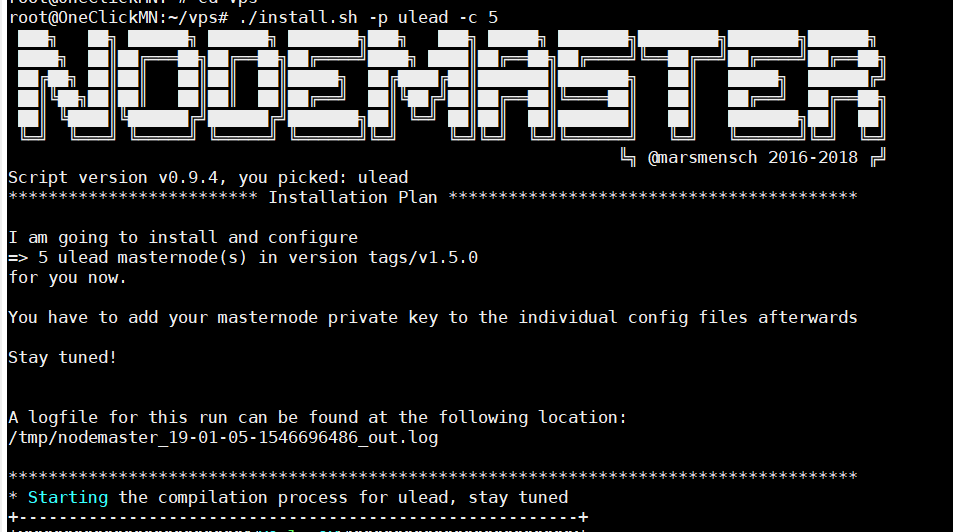 root@OneClickMN:~# cd vps
root@OneClickMN:~/vps# ./install.sh -p ulead -c 5
NODEMASTER
╚╗ @marsmensch 2016-2018 ╔╝
Script version v0.9.4, you picked: ulead
************************* Installation Plan *****************************************
I am going to install and configure
=> 5 ulead masternode(s) in version tags/v1.5.0
for you now.
You have to add your masternode private key to the individual config files afterwards
Stay tuned!
A logfile for this run can be found at the following location:
/tmp/nodemaster_19-01-05-1546696486_out.log
*************************************************************************************
* Starting the compilation process for ulead, stay tuned
+--------------------------------------------------------+